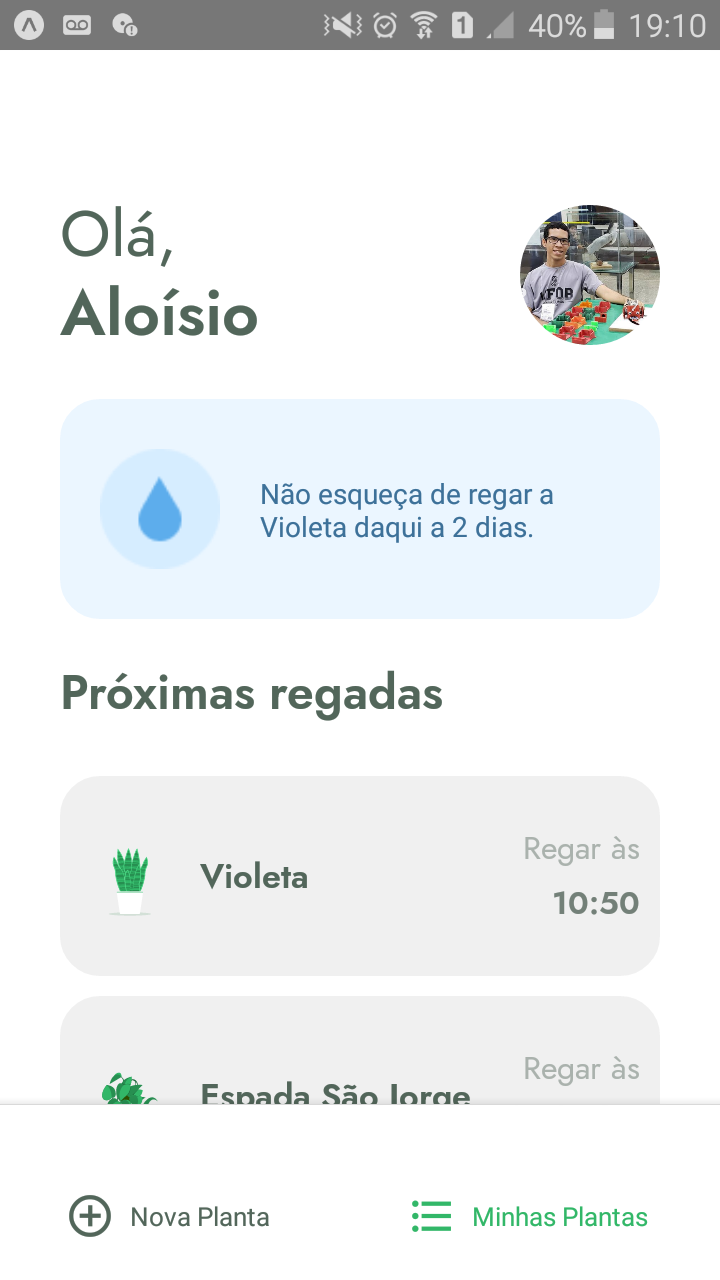 1 40% 19:10
Olá,
Aloísio
Não esqueça de regar a
Violeta daqui a 2 dias.
Próximas regadas
Violeta
Regar às
10:50
Espada São Jorge
Regar às
Nova Planta
Minhas Plantas